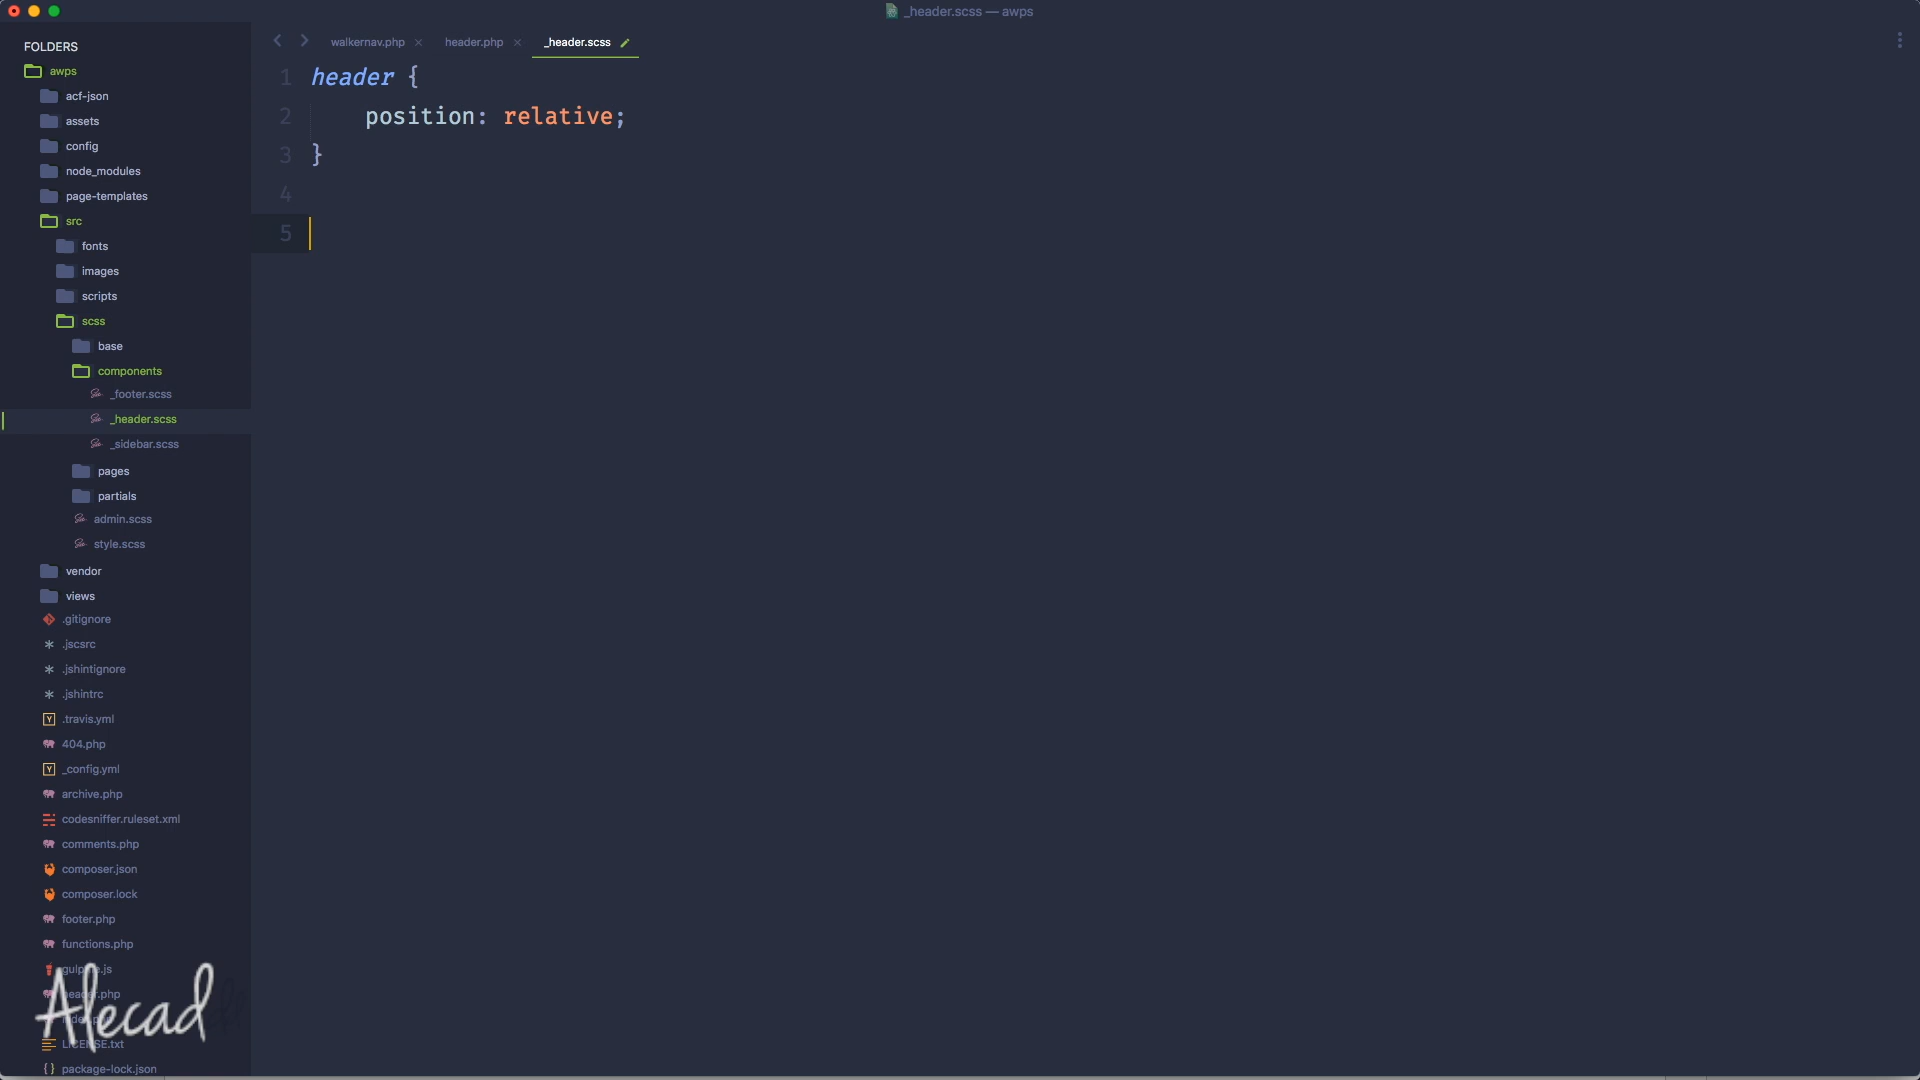 _header.scss — awps
FOLDERS
awps
acf-json
assets
config
node_modules
page-templates
src
fonts
images
scripts
scss
base
components
_footer.scss
_header.scss
_sidebar.scss
pages
partials
admin.scss
style.scss
vendor
views
.gitignore
.jscsrc
.jshintignore
.jshintrc
.travis.yml
404.php
_config.yml
archive.php
codesniffer.ruleset.xml
comments.php
composer.json
composer.lock
footer.php
functions.php
header.php
LICENSE.txt
package-lock.json
Alecad
walkernav.php
header.php
_header.scss
1 header {
2 position: relative;
3 }
4
5